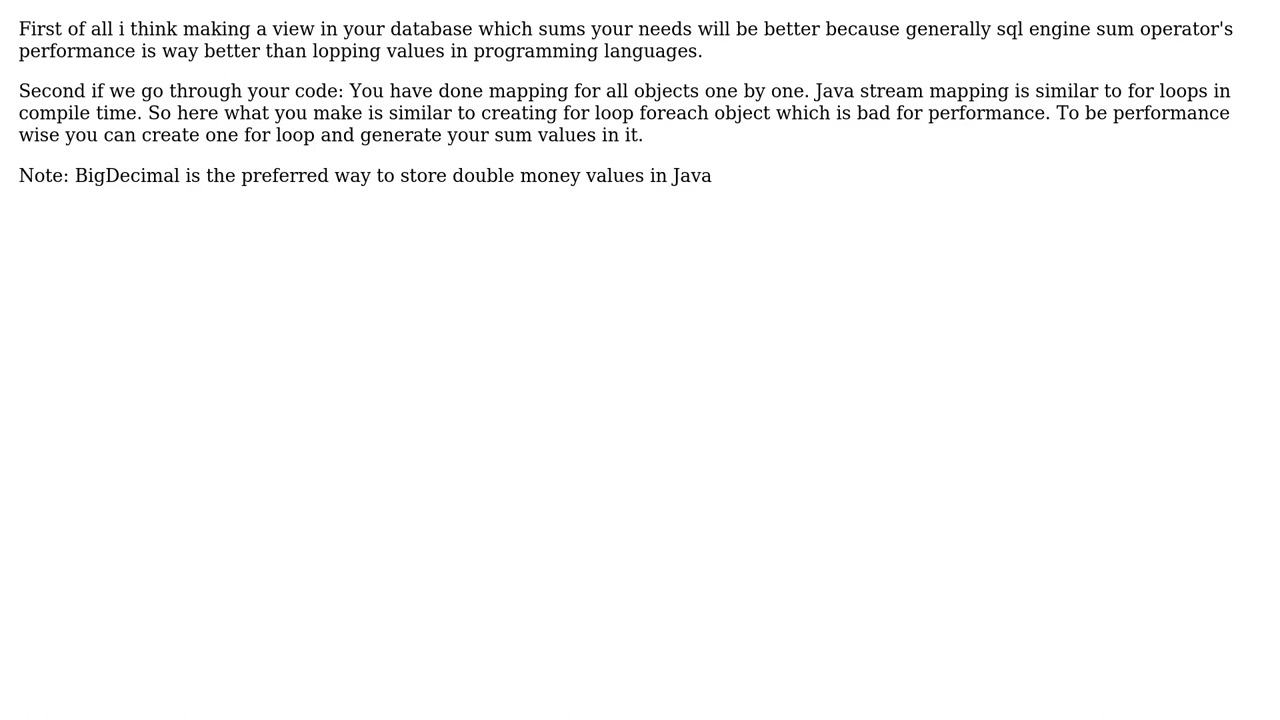 First of all i think making a view in your database which sums your needs will be better because generally sql engine sum operator's
performance is way better than lopping values in programming languages.
Second if we go through your code: You have done mapping for all objects one by one. Java stream mapping is similar to for loops in
compile time. So here what you make is similar to creating for loop foreach object which is bad for performance. To be performance
wise you can create one for loop and generate your sum values in it.
Note: BigDecimal is the preferred way to store double money values in Java